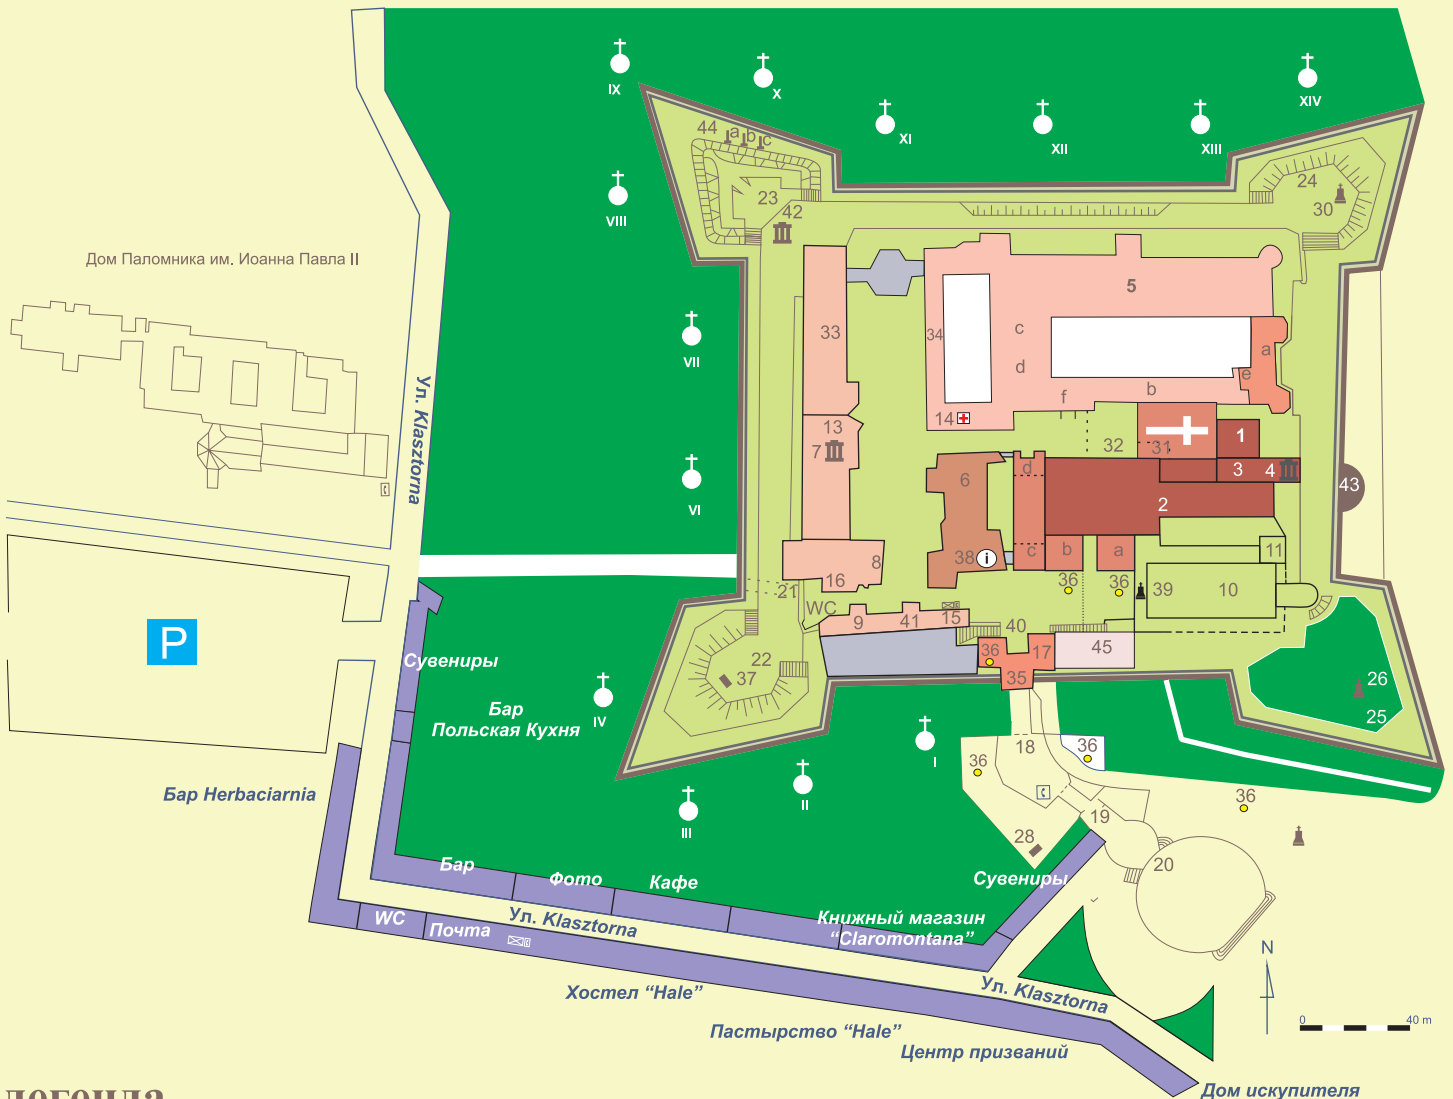 IX
X
XI
XII
XIII
XIV
44
a
b
c
23
42
24
30
VIII
Дом Паломника им. Иоанна Павла II
5
33
34
c
a
VII
d
e
b
f
14
13
7
32
31
1
3
4
2
6
d
43
VI
Ул. Klasztorna
38
i
c
b
a
11
8
16
21
36
36
39
10
WC
9
41
15
40
P
Сувениры
22
37
36
17
45
35
26
25
IV
Бар
Польская Кухня
I
18
36
36
II
III
Бар Herbaciarnia
36
19
28
20
Бар
Фото
Кафе
Сувениры
WC
Почта
Ул. Klasztorna
Книжный магазин
“Claromontana”
N
Хостел “Hale”
Ул. Klasztorna
0
40 m
Пастырство “Hale”
Центр призваний
Дом искупителя
легенда